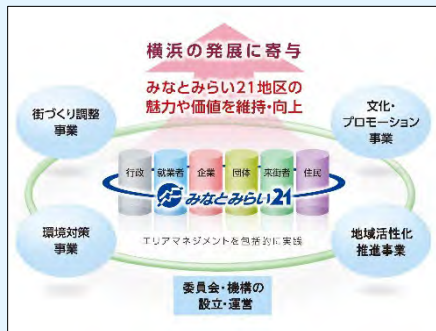 横浜の発展に寄与
みなとみらい21地区の
魅力や価値を維持・向上
街づくり調整
事業
文化・
プロモーション
事業
行政
就業者
企業
団体
来街者
住民
みなとみらい21
エリアマネジメントを包括的に実践
環境対策
事業
地域活性化
推進事業
委員会・機構の
設立・運営